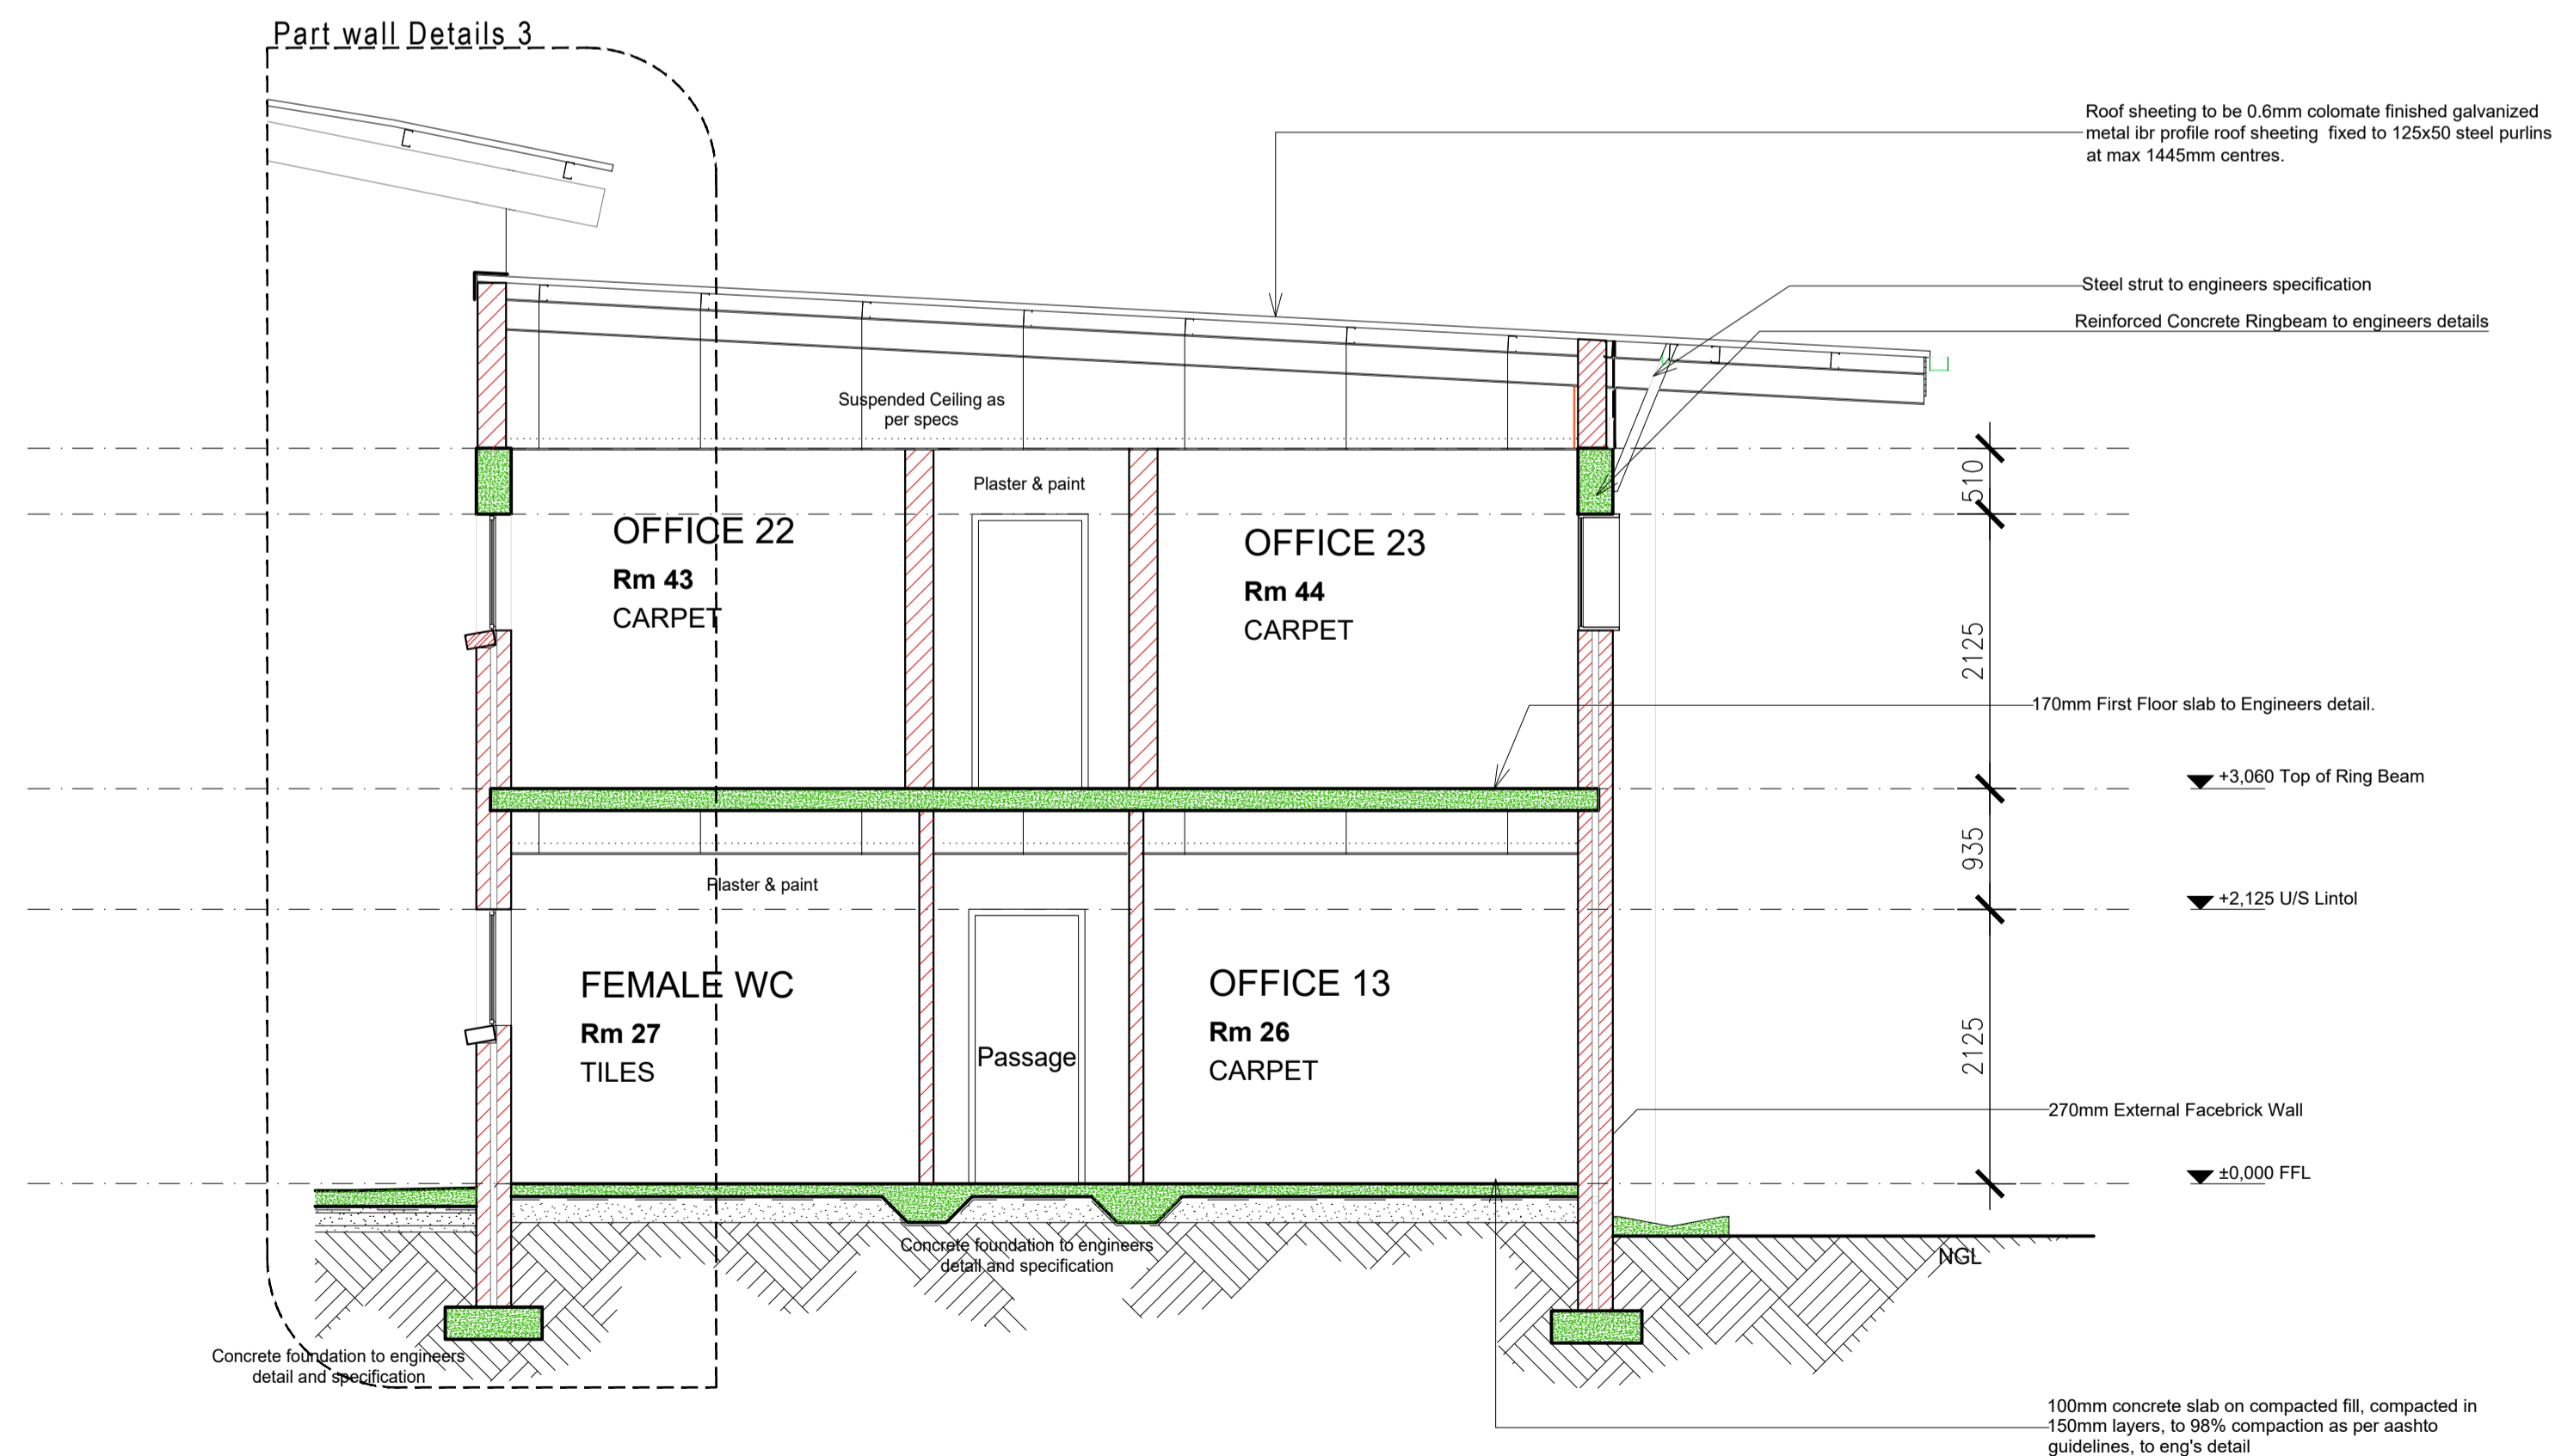 Part wall Details 3
Roof sheeting to be 0.6mm colomate finished galvanized
metal ibr profile roof sheeting fixed to 125x50 steel purlins
at max 1445mm centres.
Steel strut to engineers specification
Reinforced Concrete Ringbeam to engineers details
Suspended Ceiling as
per specs
Plaster & paint
510
OFFICE 22
Rm 43
CARPET
OFFICE 23
Rm 44
CARPET
2125
170mm First Floor slab to Engineers detail.
+3,060 Top of Ring Beam
935
Plaster & paint
+2,125 U/S Lintol
FEMALE WC
Rm 27
TILES
Passage
OFFICE 13
Rm 26
CARPET
2125
270mm External Facebrick Wall
±0,000 FFL
Concrete foundation to engineers
detail and specification
NGL
Concrete foundation to engineers
detail and specification
100mm concrete slab on compacted fill, compacted in
150mm layers, to 98% compaction as per aashto
guidelines, to eng's detail